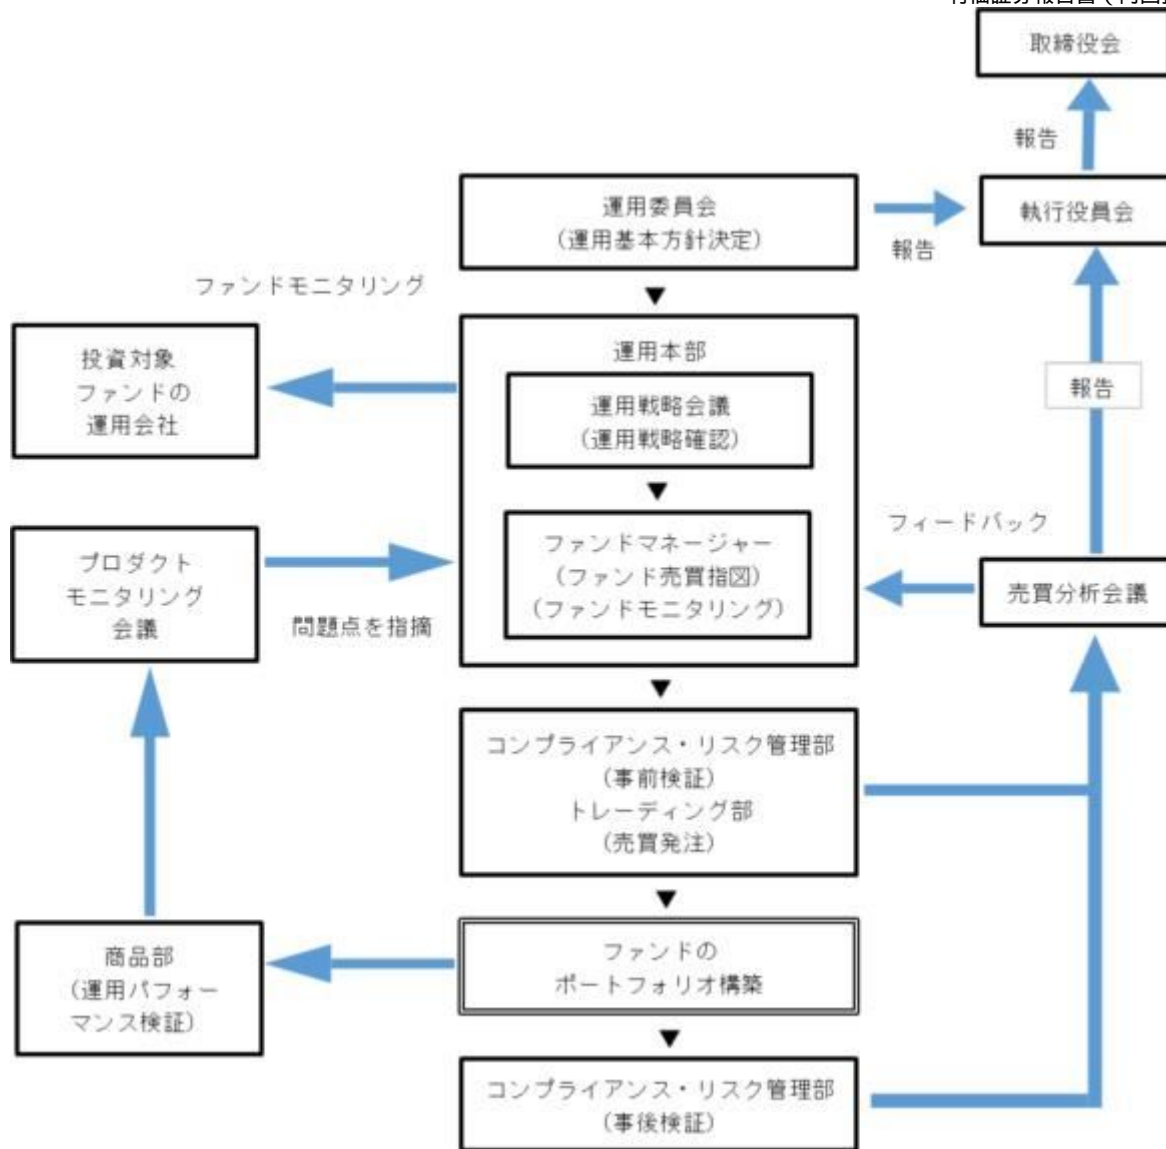 取締役会
報告
運用委員会
(運用基本方針決定)
報告
執行役員会
ファンドモニタリング
投資対象
ファンドの
運用会社
運用本部
運用戦略会議
(運用戦略確認)
報告
プロダクト
モニタリング
会議
問題点を指摘
ファンドマネージャー
(ファンド売買指図)
(ファンドモニタリング)
フィードバック
売買分析会議
コンプライアンス・リスク管理部
(事前検証)
トレーディング部
(売買発注)
商品部
(運用パフォー
マンス検証)
ファンドの
ポートフォリオ構築
コンプライアンス・リスク管理部
(事後検証)